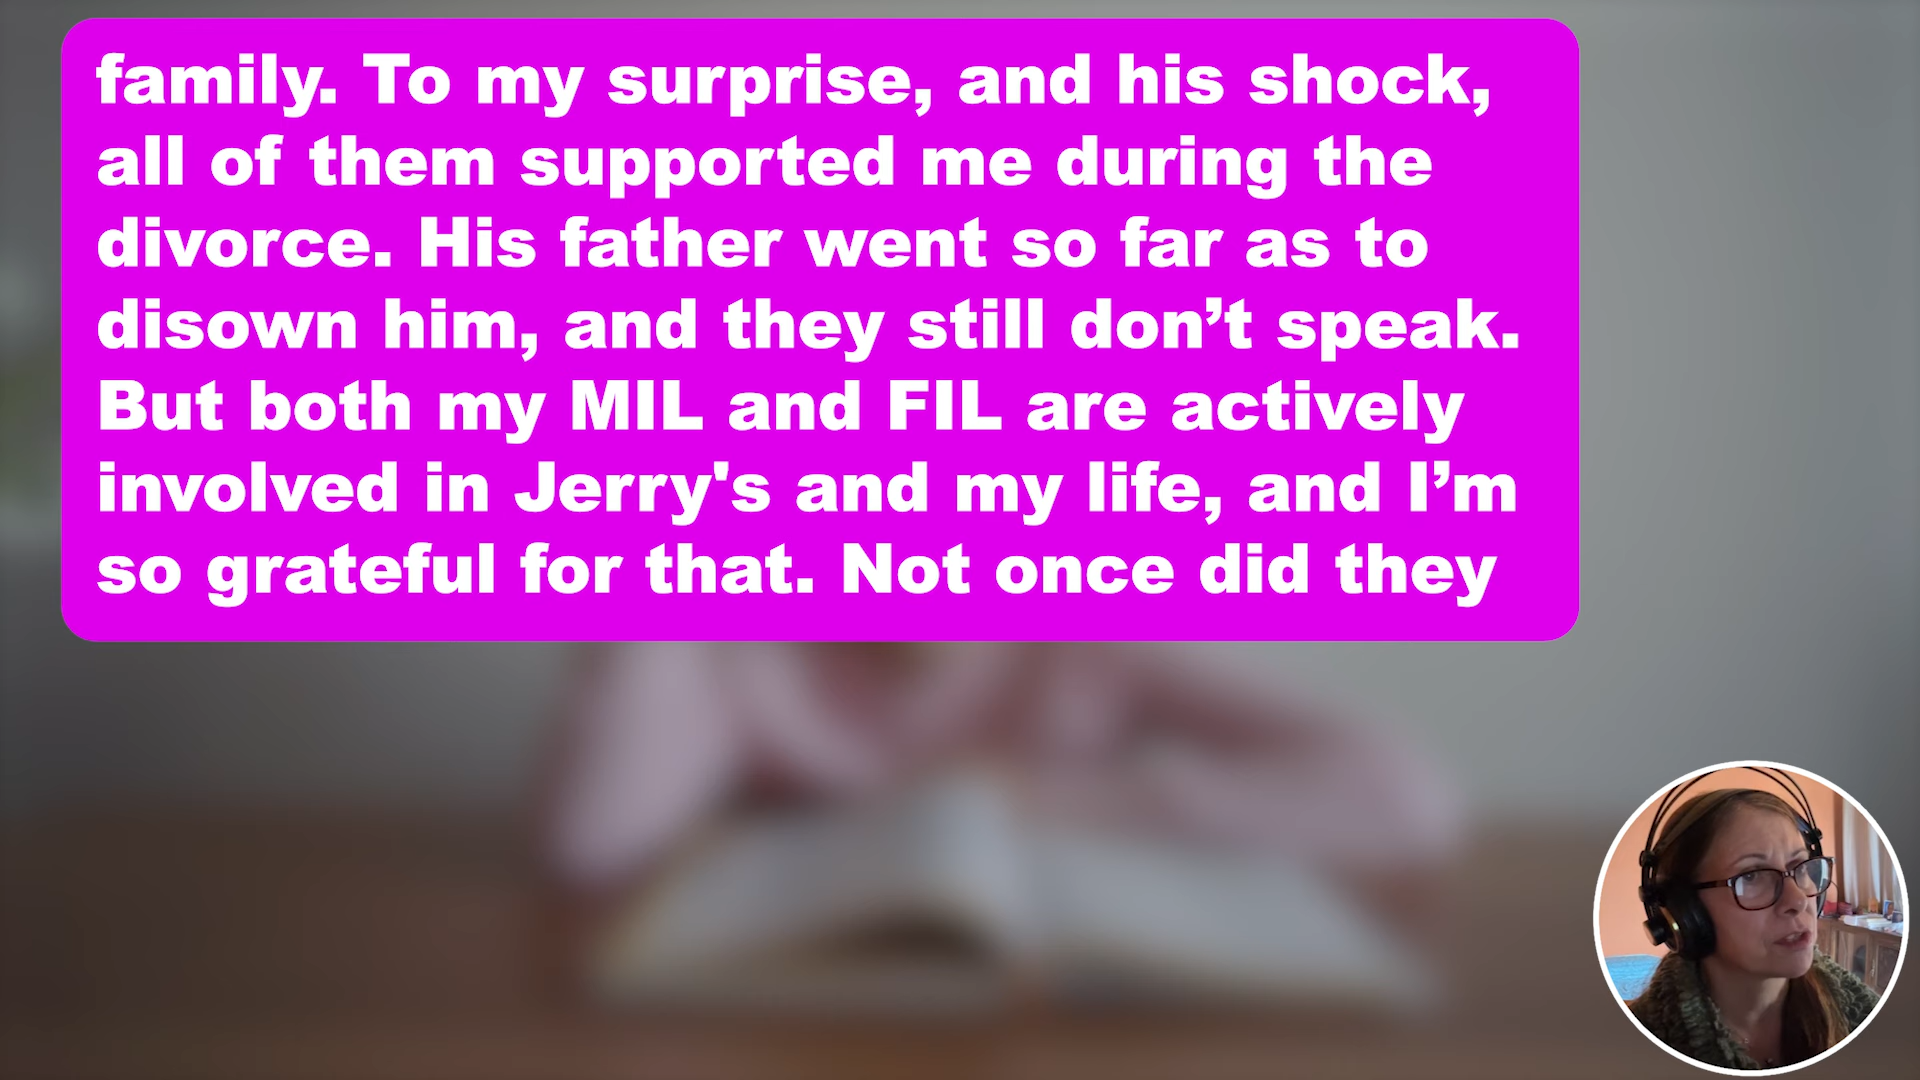 family. To my surprise, and his shock,
all of them supported me during the
divorce. His father went so far as to
disown him, and they still don’t speak.
But both my MIL and FIL are actively
involved in Jerry's and my life, and I’m
so grateful for that. Not once did they